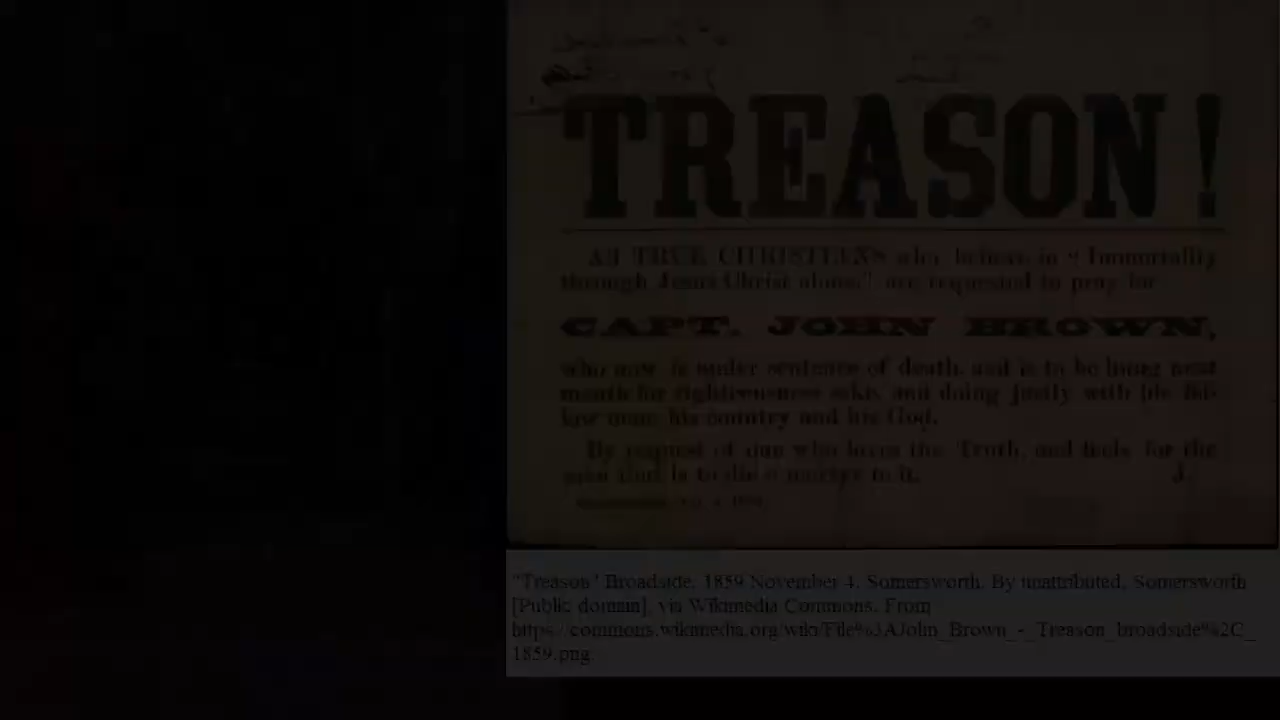 TREASON!
All TRUE CHRISTIANS who believe in "Immortality
through Jesus Christ alone," are requested to pray for
CAPT. JOHN BROWN,
who now is under sentence of death, and is to be hung next
month for righteousness sake, and doing justly with his fel-
low man, his country and his God.
By request of one who loves the Truth, and feels for the
man that is to die a martyr to it. J.
"Treason" Broadside, 1859 November 4. Somersworth. By unattributed, Somersworth
[Public domain], via Wikimedia Commons. From
https://commons.wikimedia.org/wiki/File%3AJohn_Brown_-_Treason_broadside%2C_
1859.png